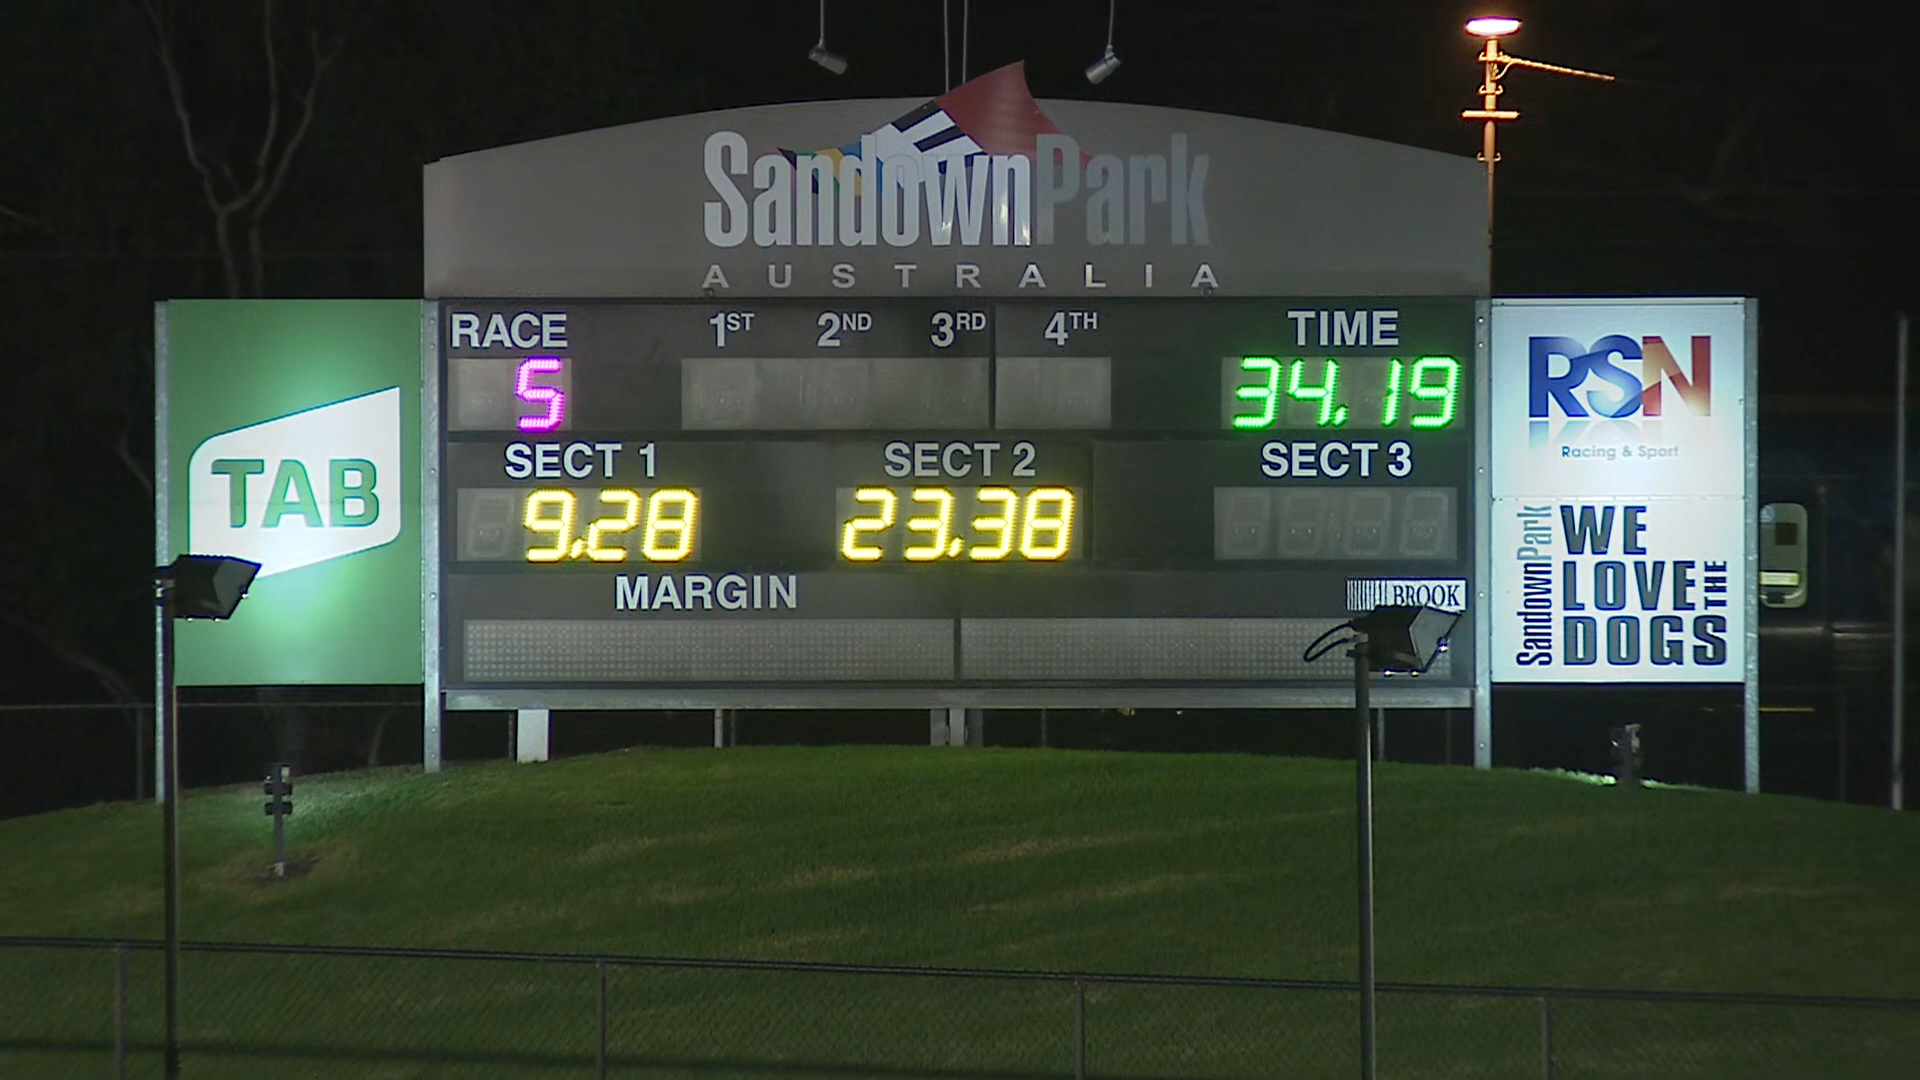 SandownPark
AUSTRALIA
RACE 1ST 2ND 3RD 4TH TIME
5 34.19
SECT 1 SECT 2 SECT 3
9.28 23.38
MARGIN
BROOK
TAB
RSN
Racing & Sport
SandownPark
WE
LOVE THE
DOGS